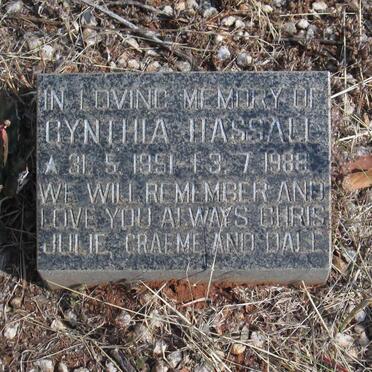 IN LOVING MEMORY OF
CYNTHIA HASSALL
★ 31. 5. 1951 † 3. 7. 1988
WE WILL REMEMBER AND
LOVE YOU ALWAYS CHRIS
JULIE, GRAEME AND DALE